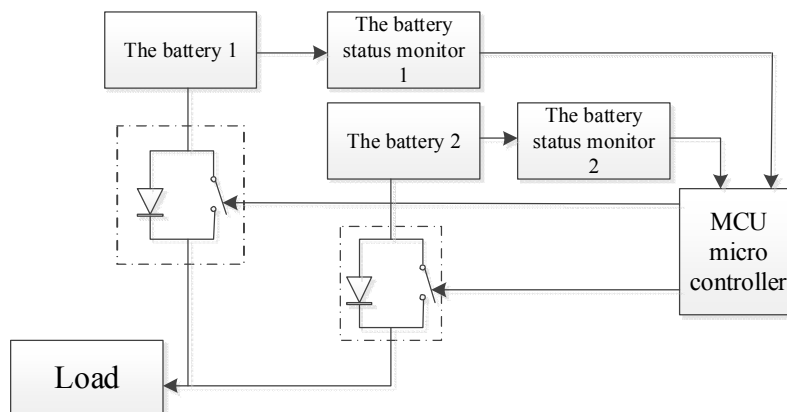 The battery 1
The battery
status monitor
1
The battery 2
The battery
status monitor
2
MCU
micro
controller
Load